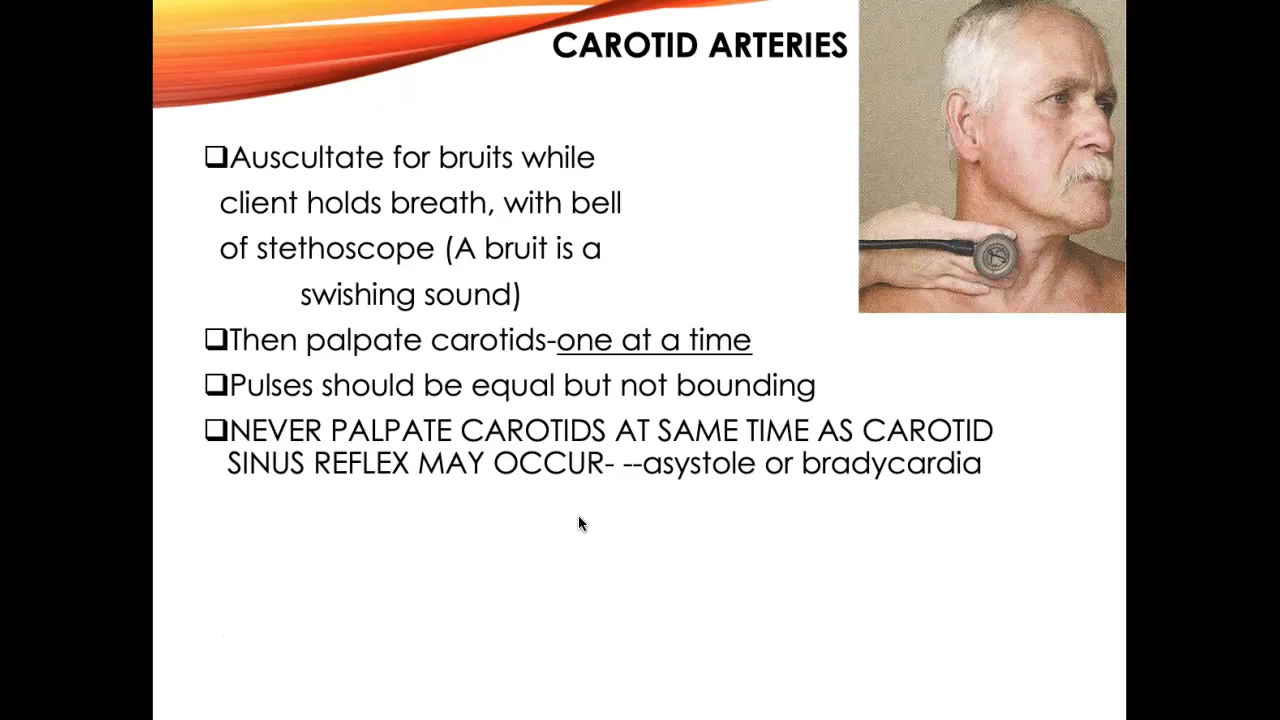 CAROTID ARTERIES
❑Auscultate for bruits while
client holds breath, with bell
of stethoscope (A bruit is a
swishing sound)
❑Then palpate carotids-one at a time
❑Pulses should be equal but not bounding
❑NEVER PALPATE CAROTIDS AT SAME TIME AS CAROTID
SINUS REFLEX MAY OCCUR- --asystole or bradycardia